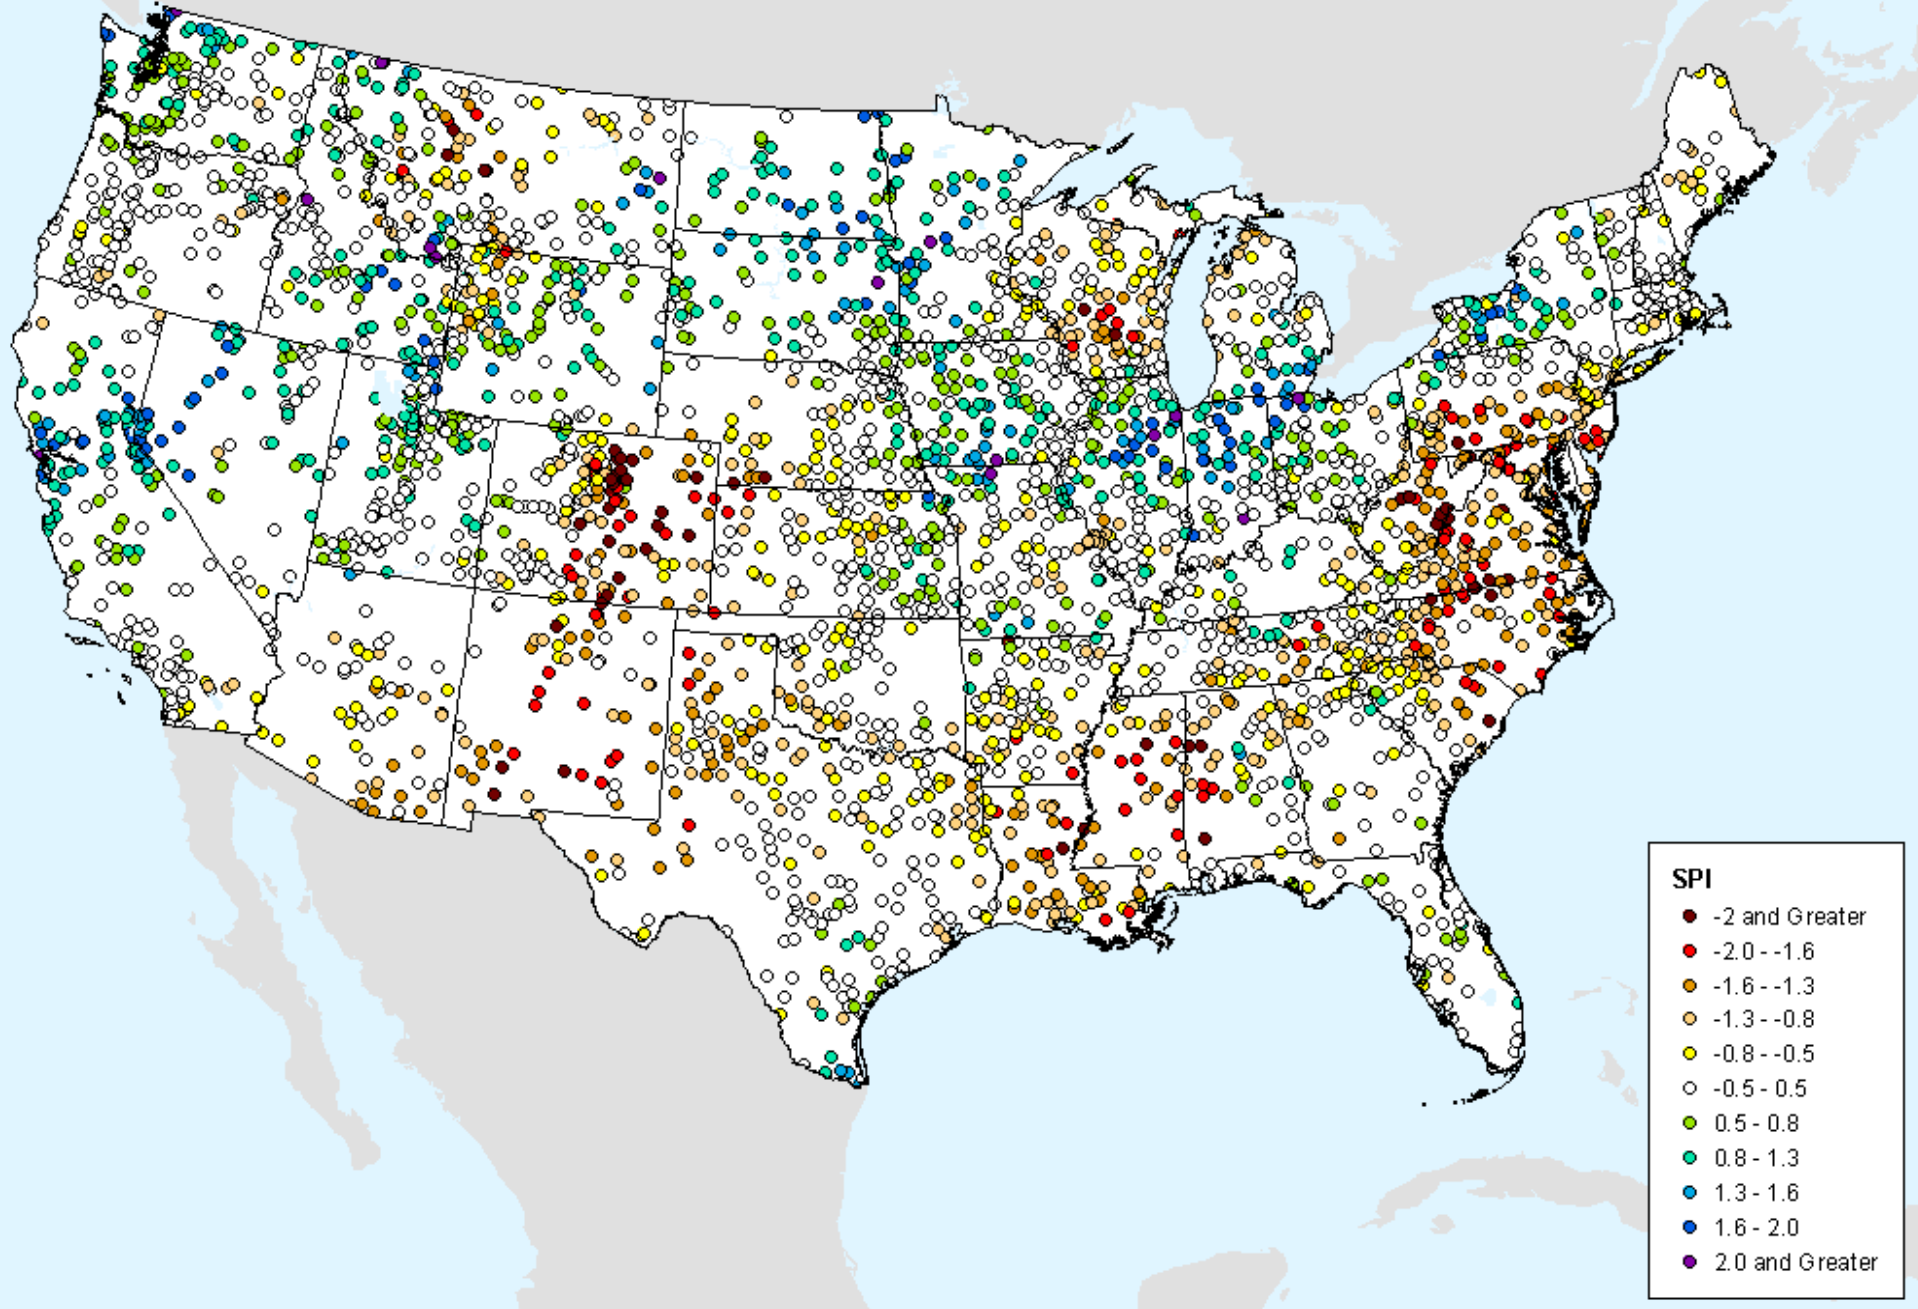 SPI
-2 and Greater
-2.0 - -1.6
-1.6 - -1.3
-1.3 - -0.8
-0.8 - -0.5
-0.5 - 0.5
0.5 - 0.8
0.8 - 1.3
1.3 - 1.6
1.6 - 2.0
2.0 and Greater